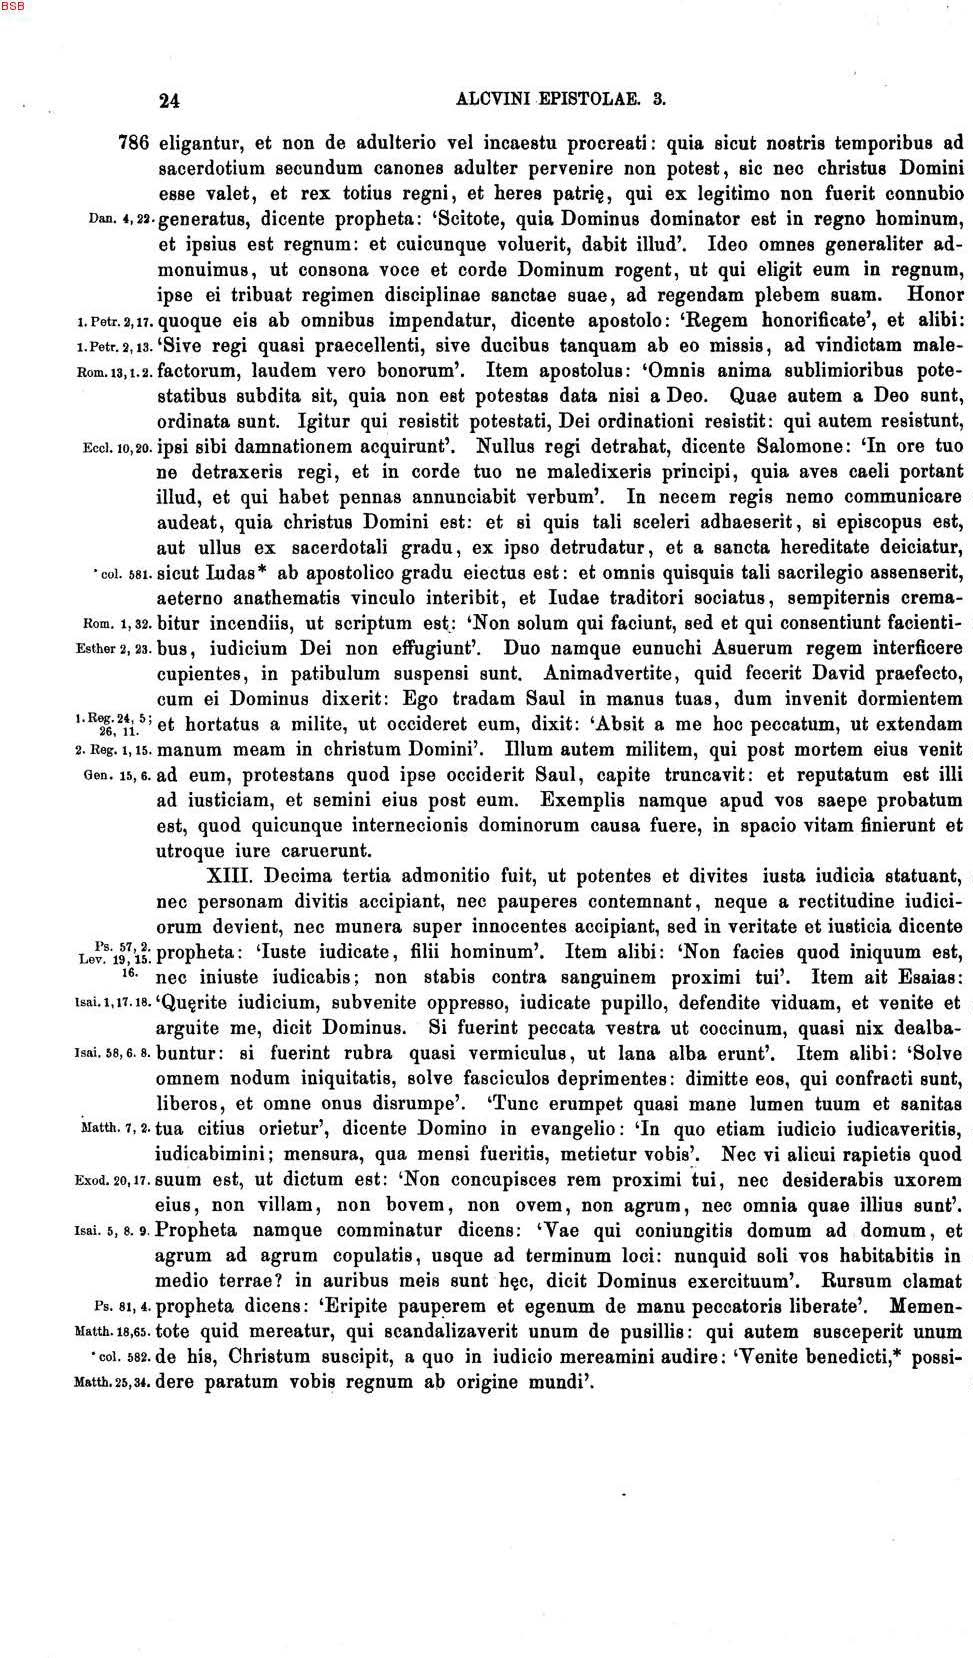 BSB
24 ALCVINI EPISTOLAE. 3.
786 eligantur, et non de adulterio vel incaestu procreati: quia sicut nostris temporibus ad
sacerdotium secundum canones adulter pervenire non potest, sic nec christus Domini
esse valet, et rex totius regni, et heres patrię, qui ex legitimo non fuerit connubio
Dan. 4, 22. generatus, dicente propheta: ‘Scitote, quia Dominus dominator est in regno hominum,
et ipsius est regnum: et cuicunque voluerit, dabit illud’. Ideo omnes generaliter ad-
monuimus, ut consona voce et corde Dominum rogent, ut qui eligit eum in regnum,
ipse ei tribuat regimen disciplinae sanctae suae, ad regendam plebem suam. Honor
1. Petr. 2, 17. quoque eis ab omnibus impendatur, dicente apostolo: ‘Regem honorificate’, et alibi:
1. Petr. 2, 13. ‘Sive regi quasi praecellenti, sive ducibus tanquam ab eo missis, ad vindictam male-
Rom. 13, 1. 2. factorum, laudem vero bonorum’. Item apostolus: ‘Omnis anima sublimioribus pote-
statibus subdita sit, quia non est potestas data nisi a Deo. Quae autem a Deo sunt,
ordinata sunt. Igitur qui resistit potestati, Dei ordinationi resistit: qui autem resistunt,
Eccl. 10, 20. ipsi sibi damnationem acquirunt’. Nullus regi detrahat, dicente Salomone: ‘In ore tuo
ne detraxeris regi, et in corde tuo ne maledixeris principi, quia aves caeli portant
illud, et qui habet pennas annunciabit verbum’. In necem regis nemo communicare
audeat, quia christus Domini est: et si quis tali sceleri adhaeserit, si episcopus est,
aut ullus ex sacerdotali gradu, ex ipso detrudatur, et a sancta hereditate deiciatur,
* col. 581. sicut Iudas* ab apostolico gradu eiectus est: et omnis quisquis tali sacrilegio assenserit,
aeterno anathematis vinculo interibit, et Iudae traditori sociatus, sempiternis crema-
Rom. 1, 32. bitur incendiis, ut scriptum est: ‘Non solum qui faciunt, sed et qui consentiunt facienti-
Esther 2, 23. bus, iudicium Dei non effugiunt’. Duo namque eunuchi Asuerum regem interficere
cupientes, in patibulum suspensi sunt. Animadvertite, quid fecerit David praefecto,
cum ei Dominus dixerit: Ego tradam Saul in manus tuas, dum invenit dormientem
1. Reg. 24, 5; 26, 11. et hortatus a milite, ut occideret eum, dixit: ‘Absit a me hoc peccatum, ut extendam
2. Reg. 1, 15. manum meam in christum Domini’. Illum autem militem, qui post mortem eius venit
Gen. 15, 6. ad eum, protestans quod ipse occiderit Saul, capite truncavit: et reputatum est illi
ad iusticiam, et semini eius post eum. Exemplis namque apud vos saepe probatum
est, quod quicunque internecionis dominorum causa fuere, in spacio vitam finierunt et
utroque iure caruerunt.
XIII. Decima tertia admonitio fuit, ut potentes et divites iusta iudicia statuant,
nec personam divitis accipiant, nec pauperes contemnant, neque a rectitudine iudici-
orum devient, nec munera super innocentes accipiant, sed in veritate et iusticia dicente
Ps. 57, 2. Lev. 19, 15. propheta: ‘Iuste iudicate, filii hominum’. Item alibi: ‘Non facies quod iniquum est,
16. nec iniuste iudicabis; non stabis contra sanguinem proximi tui’. Item ait Esaias:
Isai. 1, 17. 18. ‘Quęrite iudicium, subvenite oppresso, iudicate pupillo, defendite viduam, et venite et
arguite me, dicit Dominus. Si fuerint peccata vestra ut coccinum, quasi nix dealba-
Isai. 58, 6. 8. buntur: si fuerint rubra quasi vermiculus, ut lana alba erunt’. Item alibi: ‘Solve
omnem nodum iniquitatis, solve fasciculos deprimentes: dimitte eos, qui confracti sunt,
liberos, et omne onus disrumpe’. ‘Tunc erumpet quasi mane lumen tuum et sanitas
Matth. 7, 2. tua citius orietur’, dicente Domino in evangelio: ‘In quo etiam iudicio iudicaveritis,
iudicabimini; mensura, qua mensi fueritis, metietur vobis’. Nec vi alicui rapietis quod
Exod. 20, 17. suum est, ut dictum est: ‘Non concupisces rem proximi tui, nec desiderabis uxorem
eius, non villam, non bovem, non ovem, non agrum, nec omnia quae illius sunt’.
Isai. 5, 8. 9. Propheta namque comminatur dicens: ‘Vae qui coniungitis domum ad domum, et
agrum ad agrum copulatis, usque ad terminum loci: nunquid soli vos habitabitis in
medio terrae? in auribus meis sunt hęc, dicit Dominus exercituum’. Rursum clamat
Ps. 81, 4. propheta dicens: ‘Eripite pauperem et egenum de manu peccatoris liberate’. Memen-
Matth. 18, 65. tote quid mereatur, qui scandalizaverit unum de pusillis: qui autem susceperit unum
* col. 582. de his, Christum suscipit, a quo in iudicio mereamini audire: ‘Venite benedicti,* possi-
Matth. 25, 34. dere paratum vobis regnum ab origine mundi’.